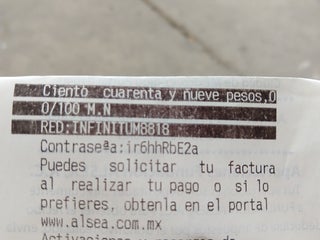 Ciento cuarenta y nueve pesos,0
0/100 M.N
RED:INFINITUM8818
Contraseªa:ir6hhRbE2a
Puedes solicitar tu factura
al realizar tu pago o si lo
prefieres, obtenla en el portal
www.alsea.com.mx